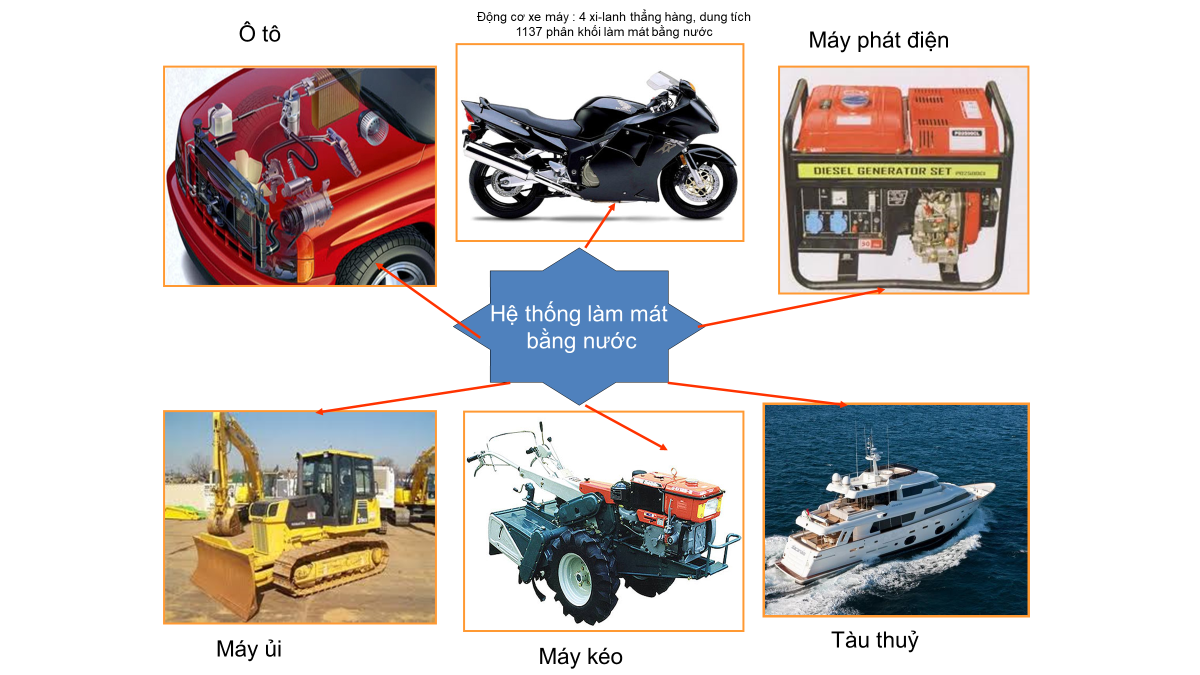 Động cơ xe máy : 4 xi-lanh thẳng hàng, dung tích
1137 phân khối làm mát bằng nước
Ô tô
Máy phát điện
DIESEL GENERATOR SET
Hệ thống làm mát
bằng nước
Máy ủi
Máy kéo
Tàu thuỷ